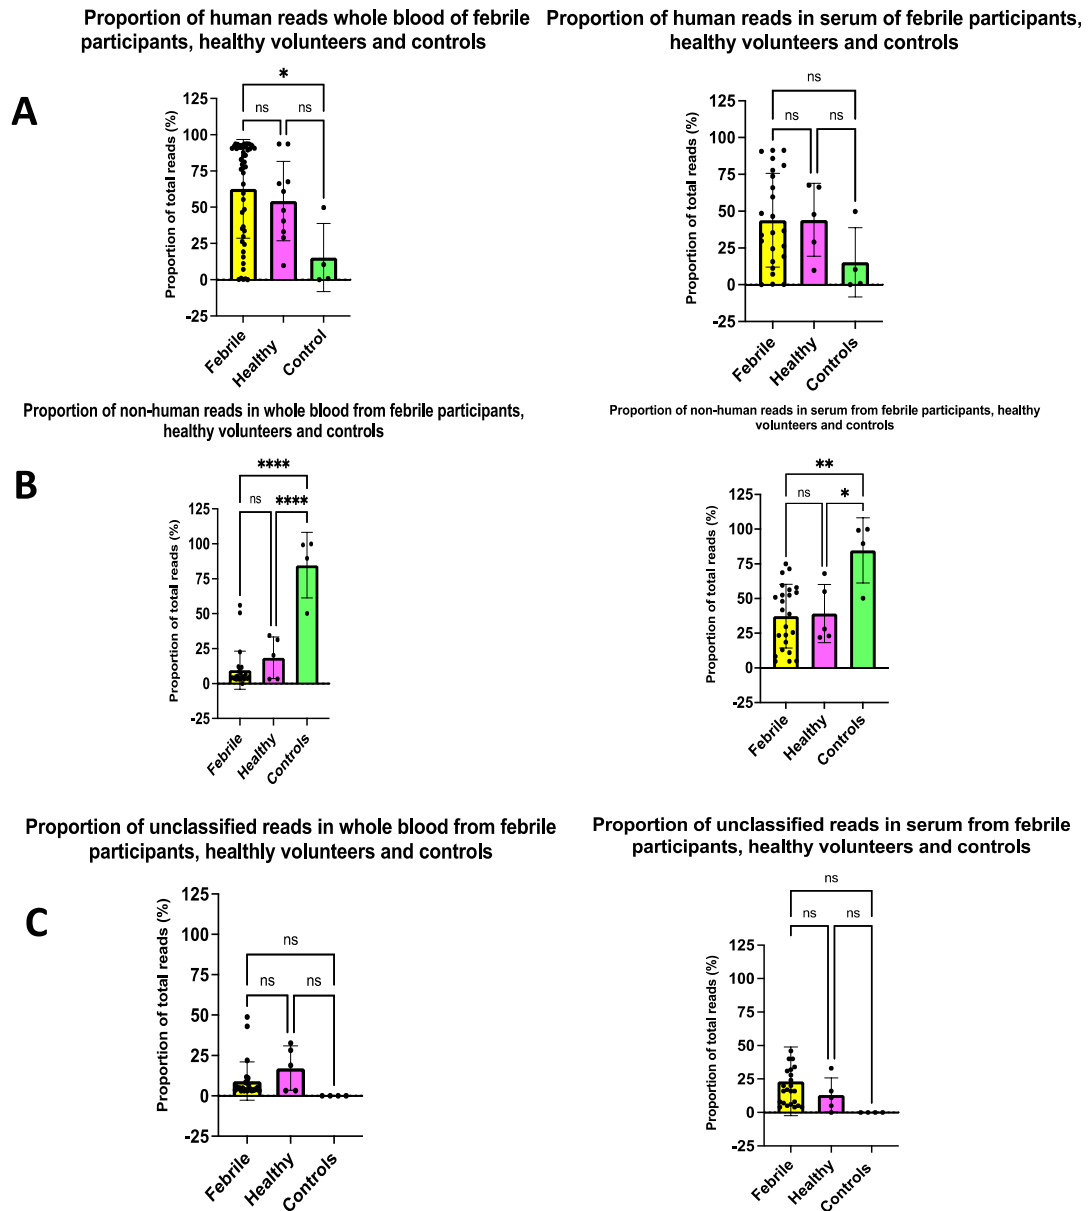 Proportion of human reads whole blood of febrile
participants, healthy volunteers and controls
A
*
ns
ns
Proportion of total reads (%)
125
100
75
50
25
0
-25
Febrile
Healthy
Control
Proportion of human reads in serum of febrile participants,
healthy volunteers and controls
ns
ns
ns
Proportion of total reads (%)
125
100
75
50
25
0
-25
Febrile
Healthy
Controls
Proportion of non-human reads in whole blood from febrile participants,
healthy volunteers and controls
B
****
ns
****
Proportion of total reads (%)
125
100
75
50
25
0
-25
Febrile
Healthy
Controls
Proportion of non-human reads in serum from febrile participants, healthy
volunteers and controls
**
ns
*
Proportion of total reads (%)
125
100
75
50
25
0
-25
Febrile
Healthy
Controls
Proportion of unclassified reads in whole blood from febrile
participants, healthly volunteers and controls
C
ns
ns
ns
Proportion of total reads (%)
125
100
75
50
25
0
-25
Febrile
Healthy
Controls
Proportion of unclassified reads in serum from febrile
participants, healthy volunteers and controls
ns
ns
ns
Proportion of total reads (%)
125
100
75
50
25
0
-25
Febrile
Healthy
Controls